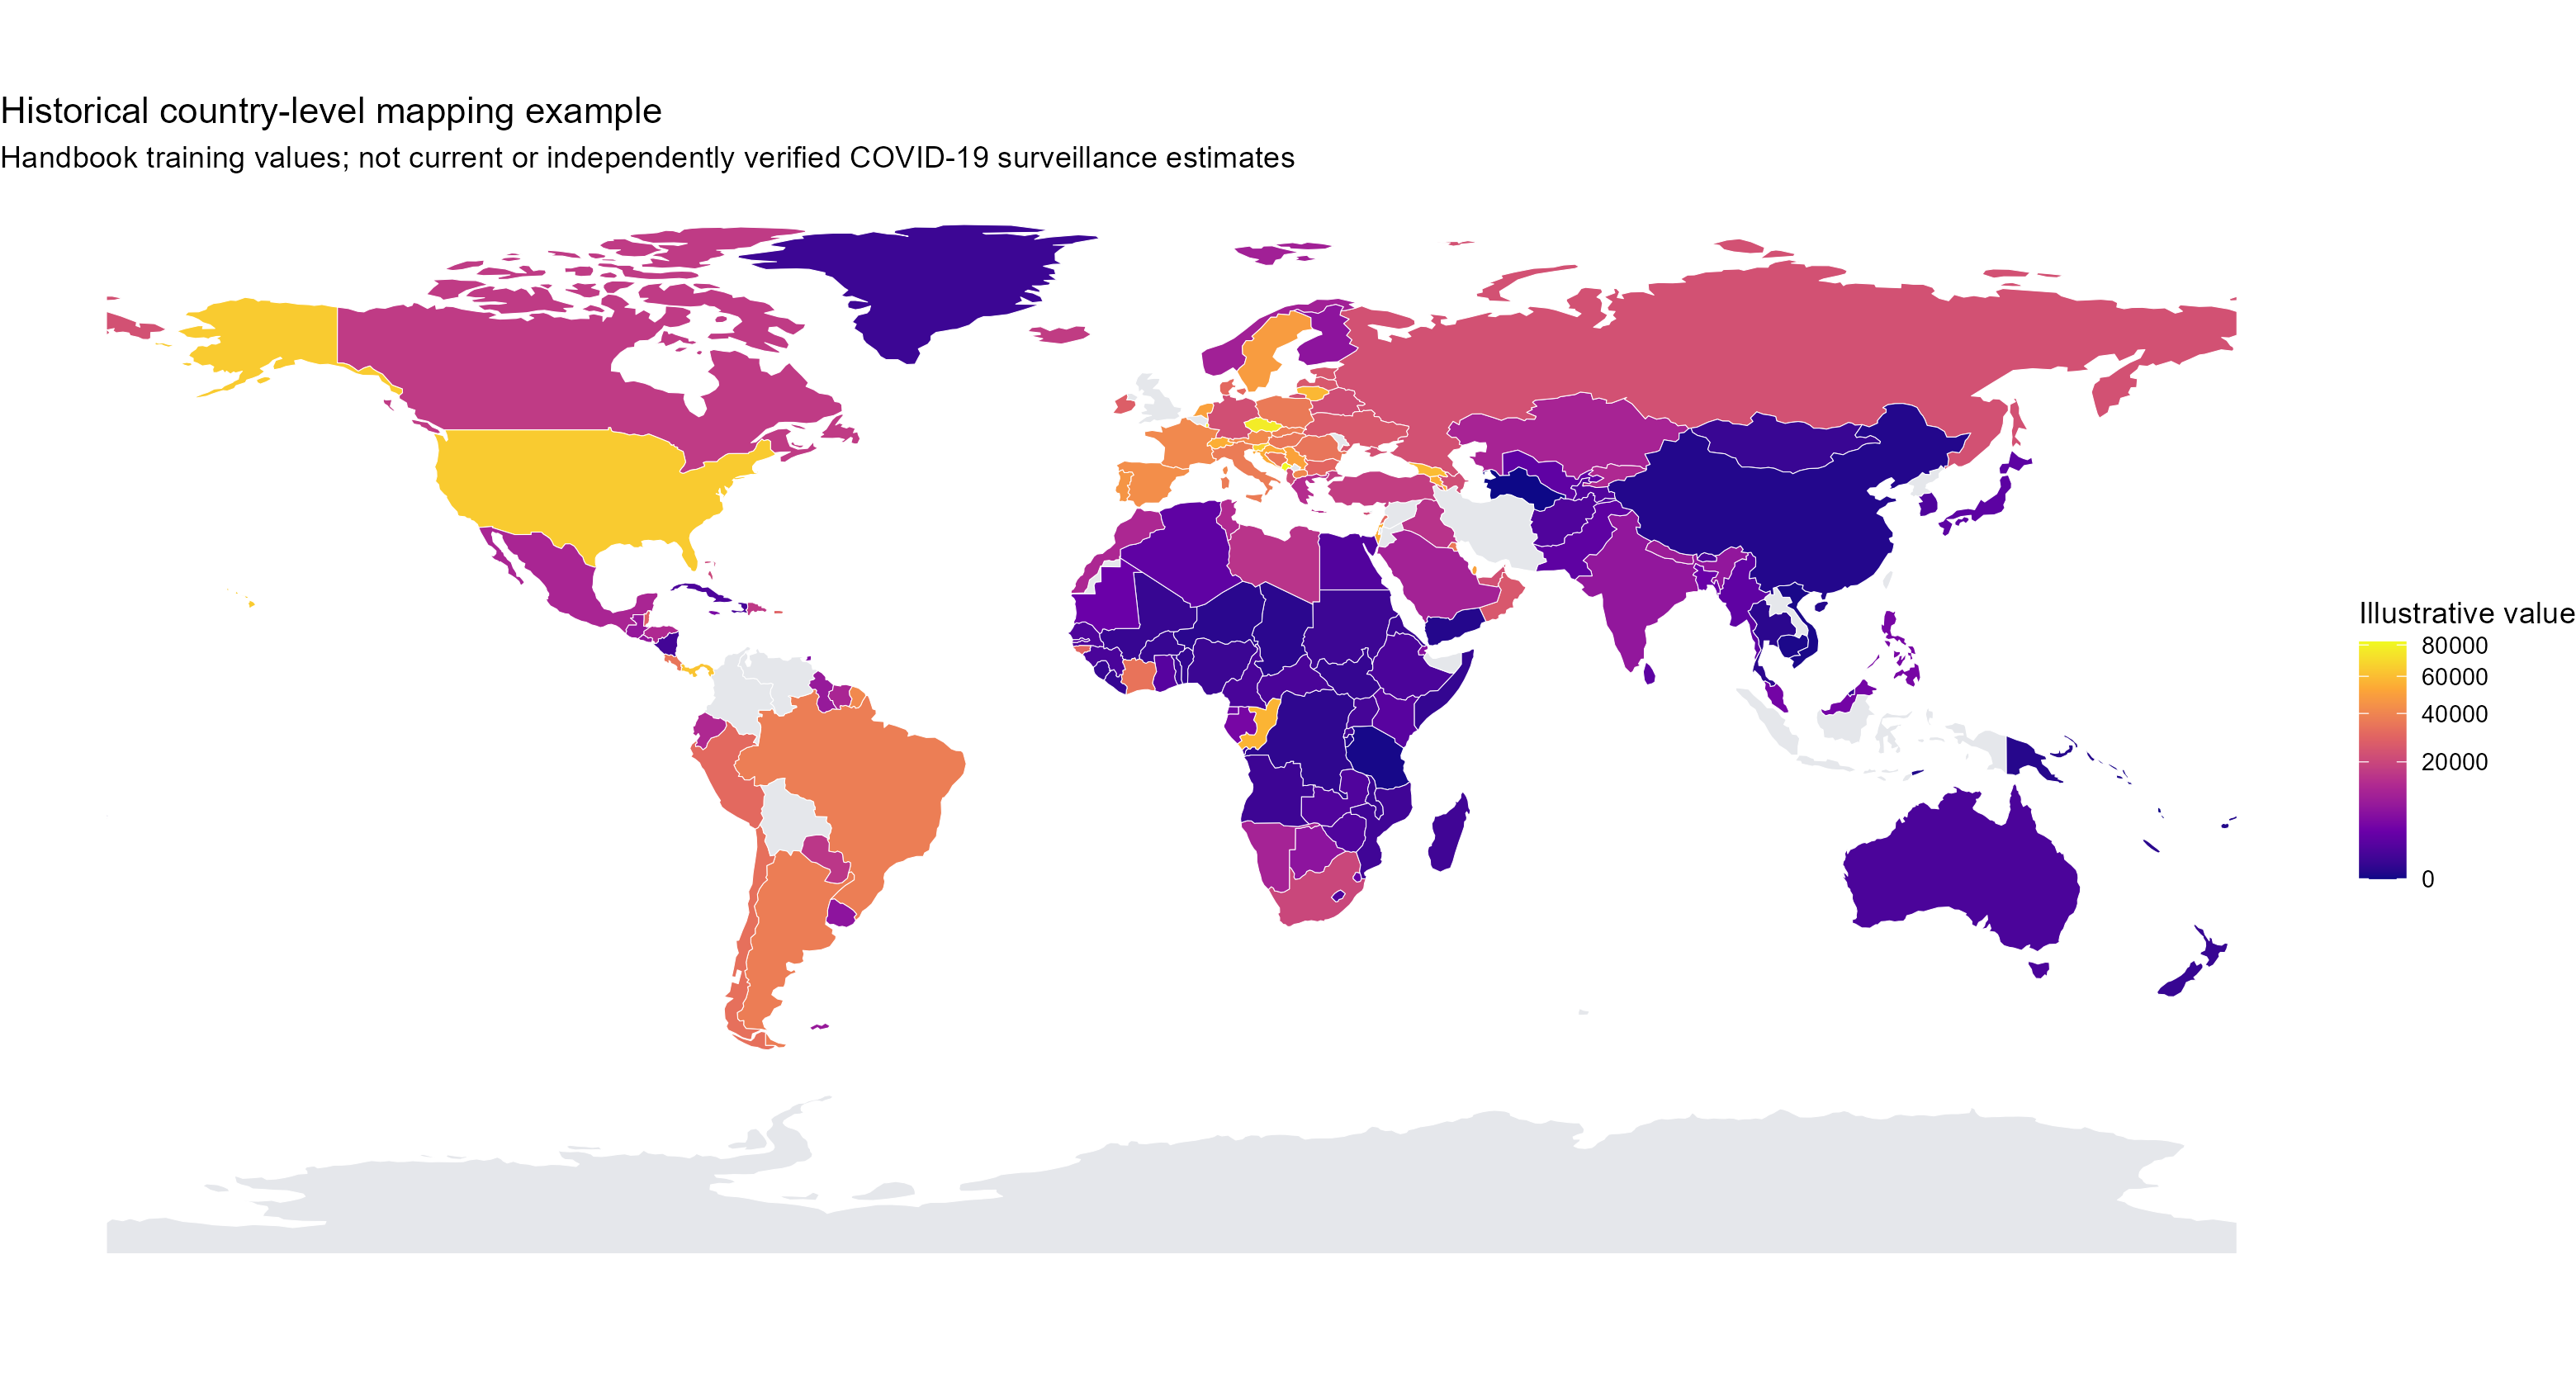 Historical country-level mapping example
Handbook training values; not current or independently verified COVID-19 surveillance estimates
Illustrative value
80000
60000
40000
20000
0